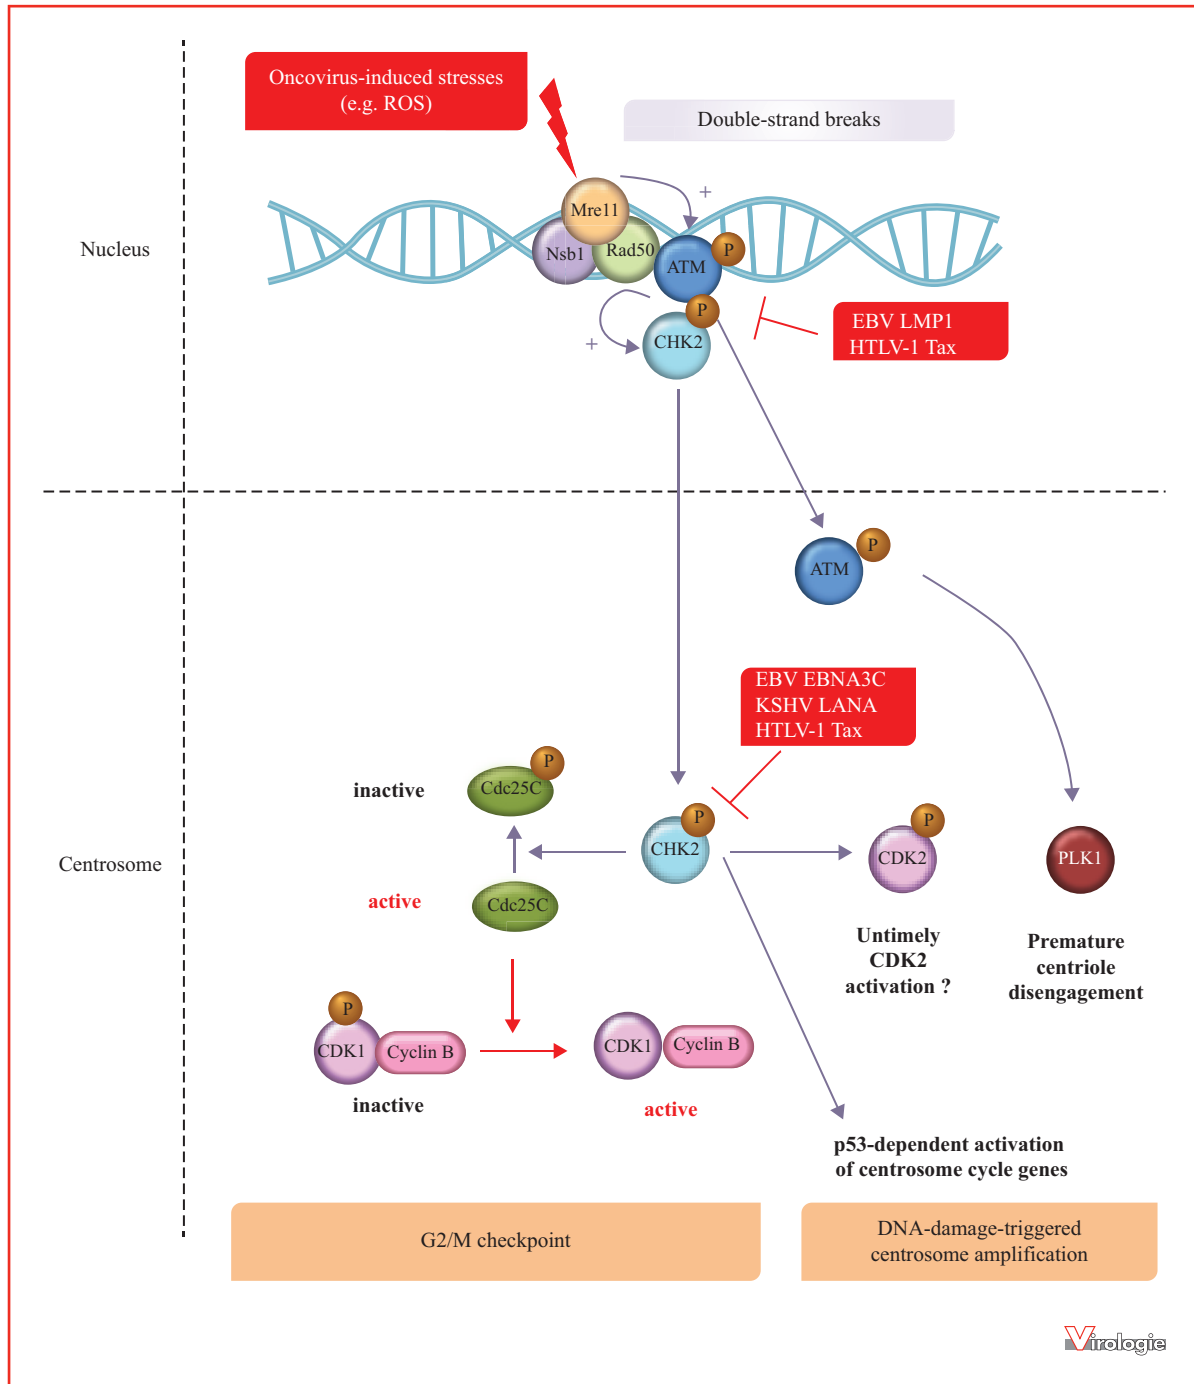 Oncovirus-induced stresses
(e.g. ROS)
Double-strand breaks
Nucleus
Mre11
+
Nsb1
Rad50
ATM
P
P
CHK2
+
EBV LMP1
HTLV-1 Tax
ATM
P
EBV EBNA3C
KSHV LANA
HTLV-1 Tax
Centrosome
inactive
Cdc25C
P
active
Cdc25C
CHK2
P
CDK2
P
PLK1
Untimely
CDK2
activation ?
Premature
centriole
disengagement
P
CDK1
Cyclin B
inactive
CDK1
Cyclin B
active
p53-dependent activation
of centrosome cycle genes
G2/M checkpoint
DNA-damage-triggered
centrosome amplification
Virologie